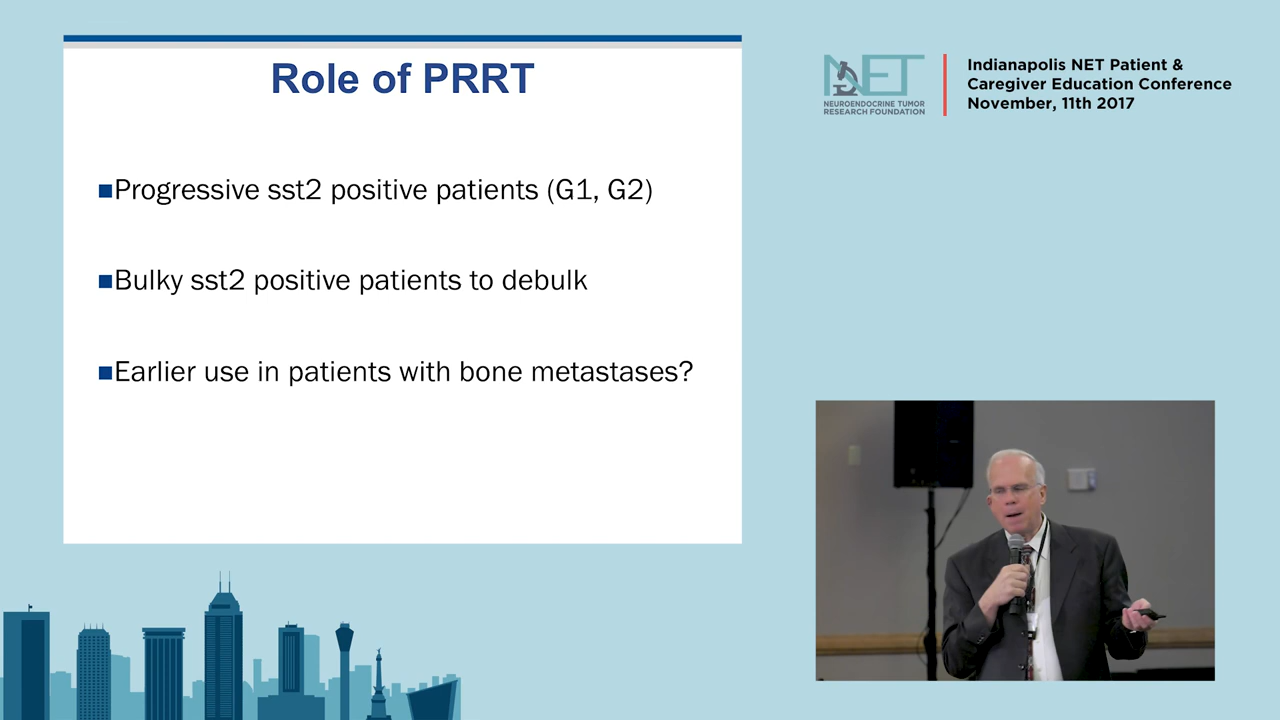 Role of PRRT
■Progressive sst2 positive patients (G1, G2)
■Bulky sst2 positive patients to debulk
■Earlier use in patients with bone metastases?
NET
NEUROENDOCRINE TUMOR
RESEARCH FOUNDATION
Indianapolis NET Patient &
Caregiver Education Conference
November, 11th 2017